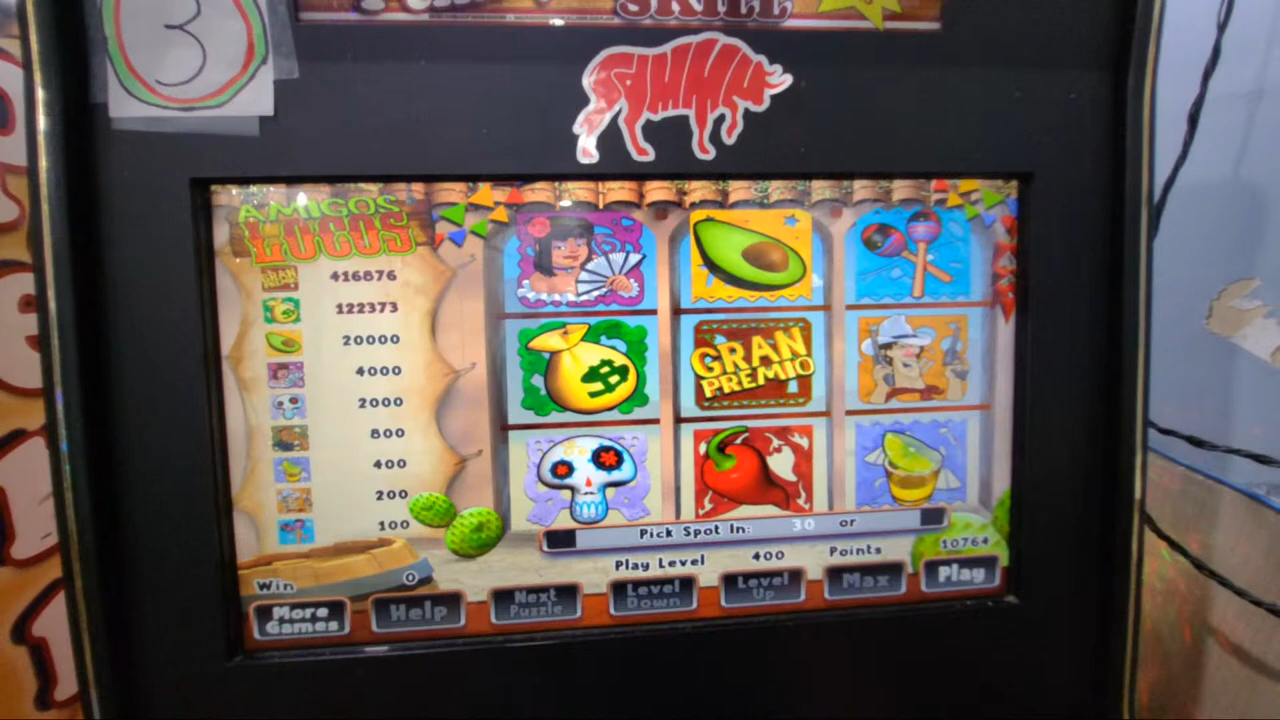 3
SKILL
AMIGOS
LOCOS
GRAN
PREMIO
416876
122373
20000
4000
2000
800
400
200
100
GRAN
PREMIO
Pick Spot In: 30 or
Play Level 400 Points 10764
Win 0
More
Games
Help
Next
Puzzle
Level
Down
Level
Up
Max
Play